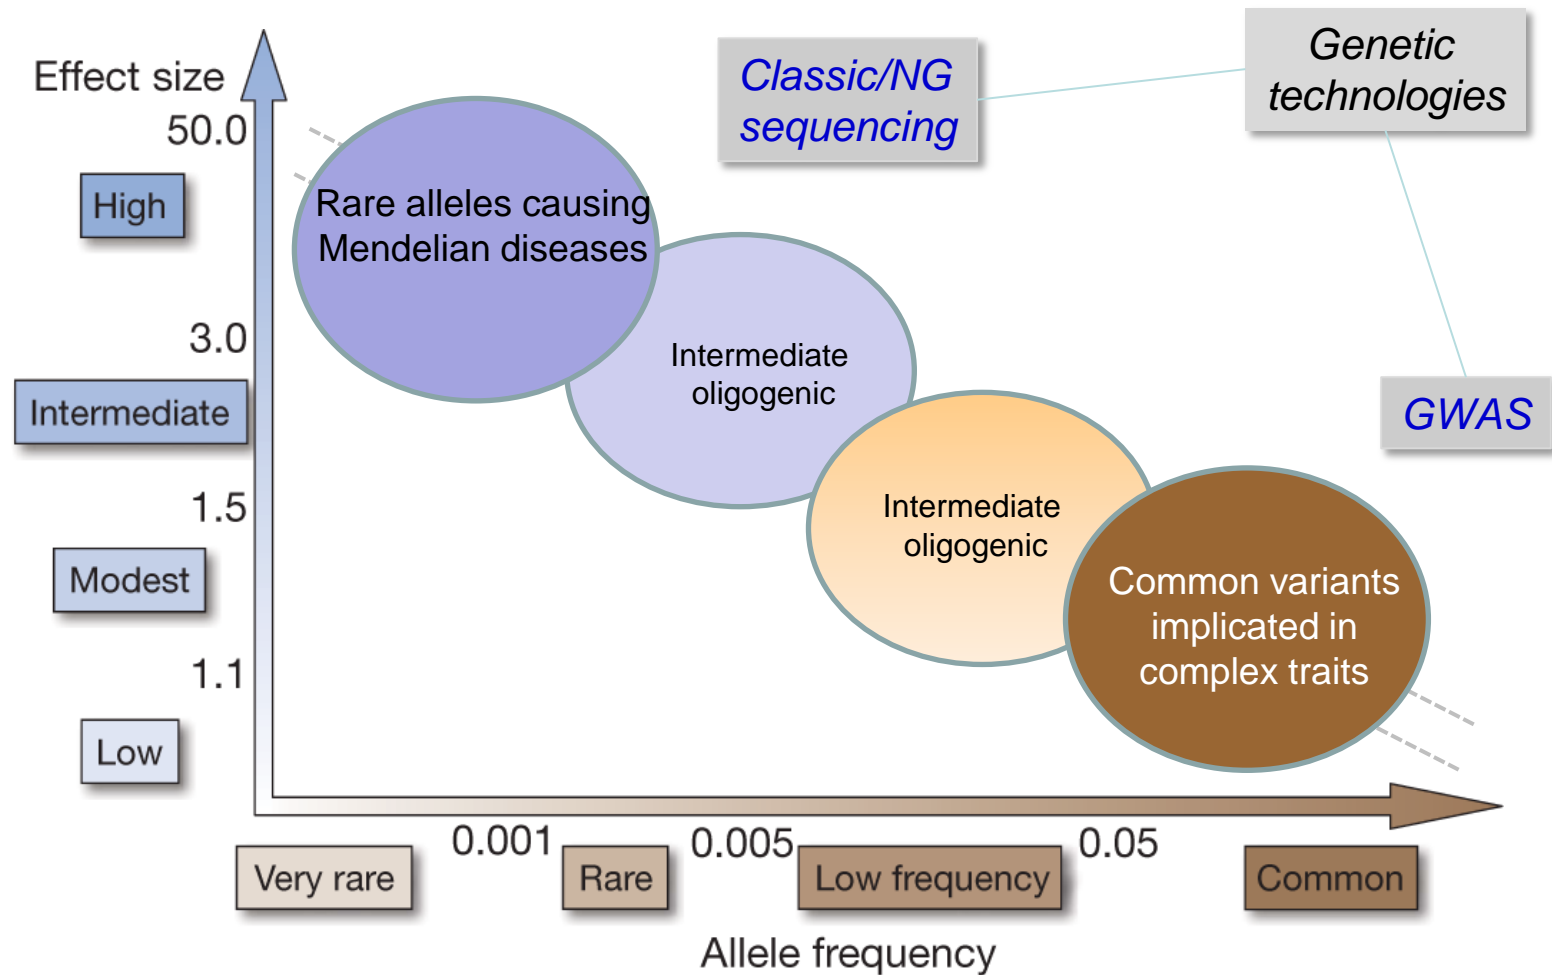 Effect size
50.0
High
3.0
Intermediate
1.5
Modest
1.1
Low
Classic/NG
sequencing
Genetic
technologies
GWAS
Rare alleles causing
Mendelian diseases
Intermediate
oligogenic
Intermediate
oligogenic
Common variants
implicated in
complex traits
0.001
0.005
0.05
Very rare
Rare
Low frequency
Common
Allele frequency